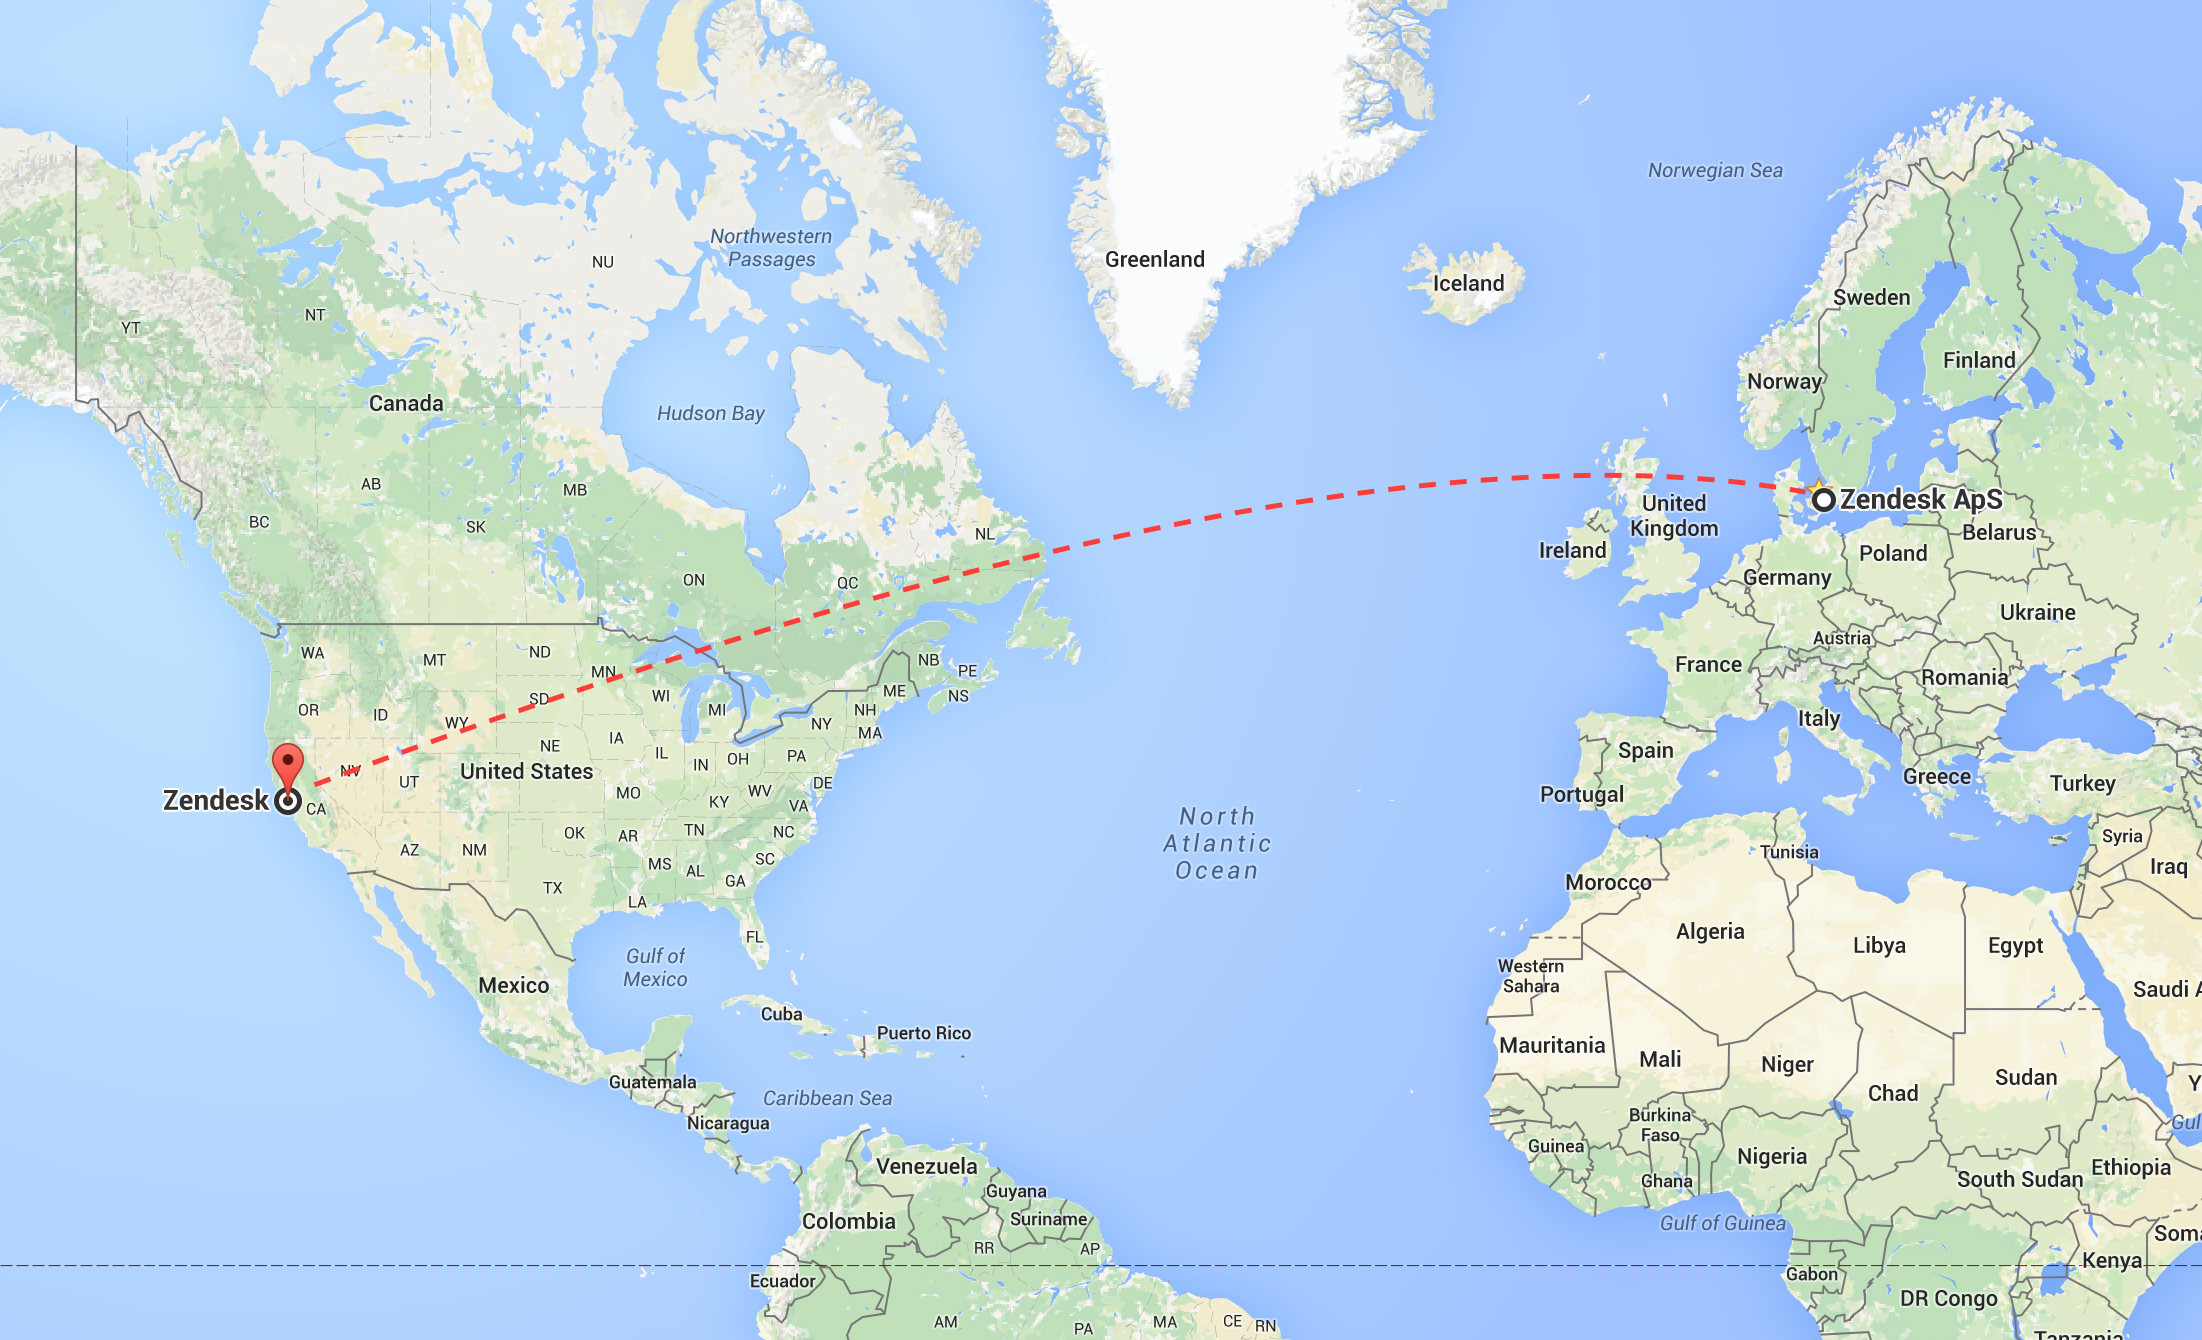 Norwegian Sea
Northwestern
Passages
NU
Greenland
Iceland
Sweden
NT
YT
Finland
Norway
Canada
Hudson Bay
AB
MB
Zendesk ApS
United
Kingdom
BC
SK
NL
Belarus
Ireland
Poland
Germany
ON
QC
Ukraine
Austria
WA
ND
MT
NB
PE
France
MN
Romania
SD
WI
ME
NS
OR
ID
WY
MI
NH
NY
MA
Italy
IA
NE
IL
IN
OH
PA
Spain
NV
UT
United States
DE
Greece
Turkey
MO
KY
WV
VA
Portugal
Zendesk
CA
North
Atlantic
Ocean
OK
AR
TN
NC
Syria
AZ
NM
MS
AL
SC
Tunisia
Iraq
TX
GA
Morocco
LA
FL
Algeria
Libya
Egypt
Gulf of
Mexico
Western
Sahara
Mexico
Saudi A
Cuba
Puerto Rico
Mauritania
Mali
Niger
Sudan
Guatemala
Chad
Y
Caribbean Sea
Nicaragua
Burkina
Faso
Gul
Guinea
Nigeria
Venezuela
Ethiopia
Ghana
South Sudan
Guyana
Colombia
Suriname
Gulf of Guinea
Soma
RR
AP
Kenya
Ecuador
Gabon
DR Congo
AM
PA
MA
CE
RN
Tanzania